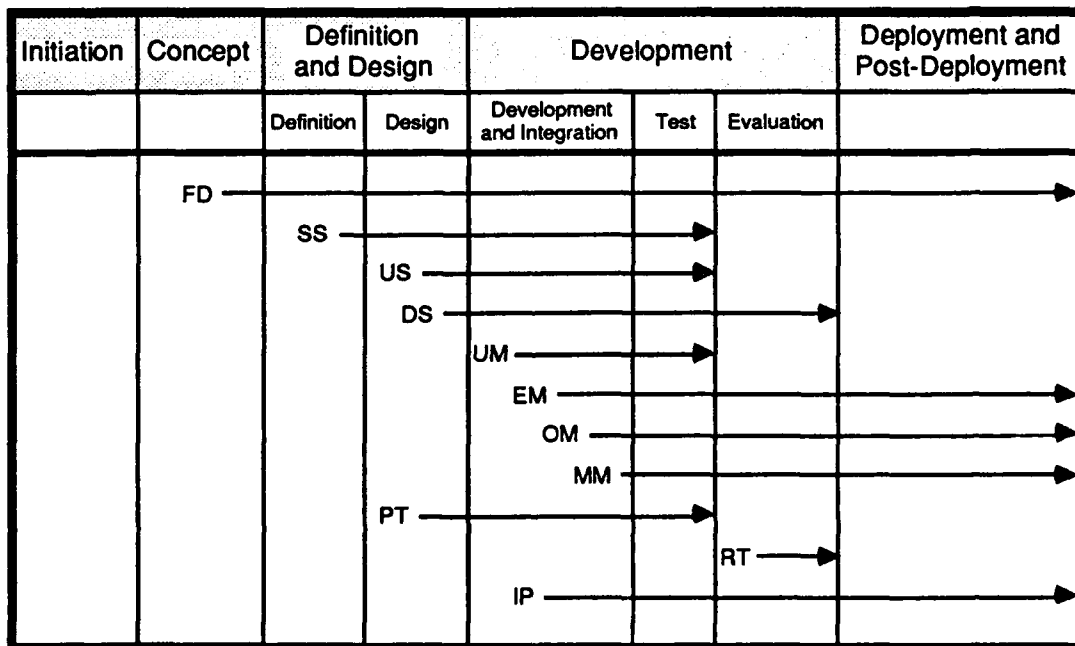 Initiation
Concept
Definition
and Design
Development
Deployment and
Post-Deployment
Definition
Design
Development
and Integration
Test
Evaluation
FD
SS
US
DS
UM
EM
OM
MM
PT
RT
IP